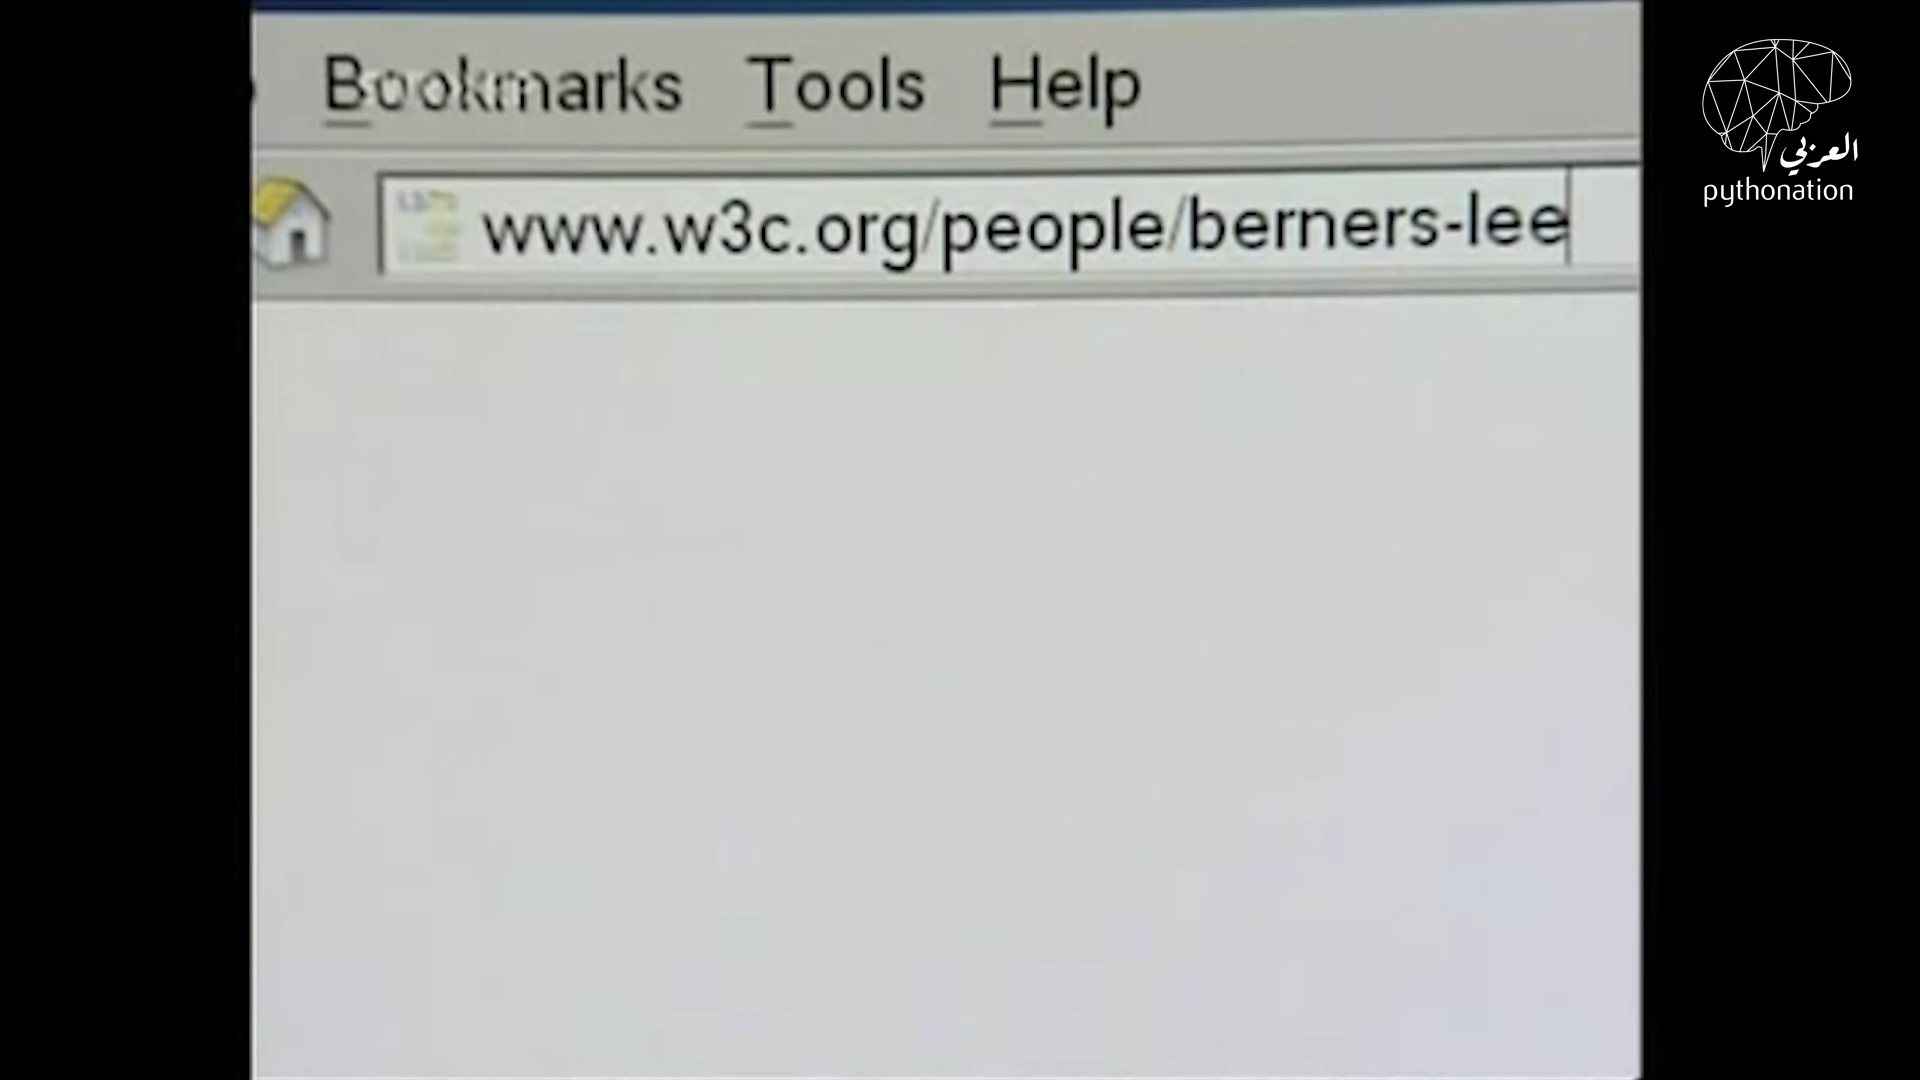 Bookmarks Tools Help
www.w3c.org/people/berners-lee
العربي
pythonation